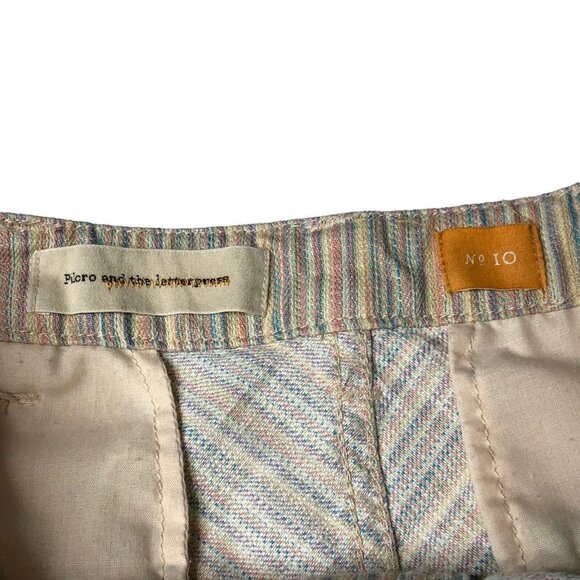 Pilcro and the letterpress
Nº 10